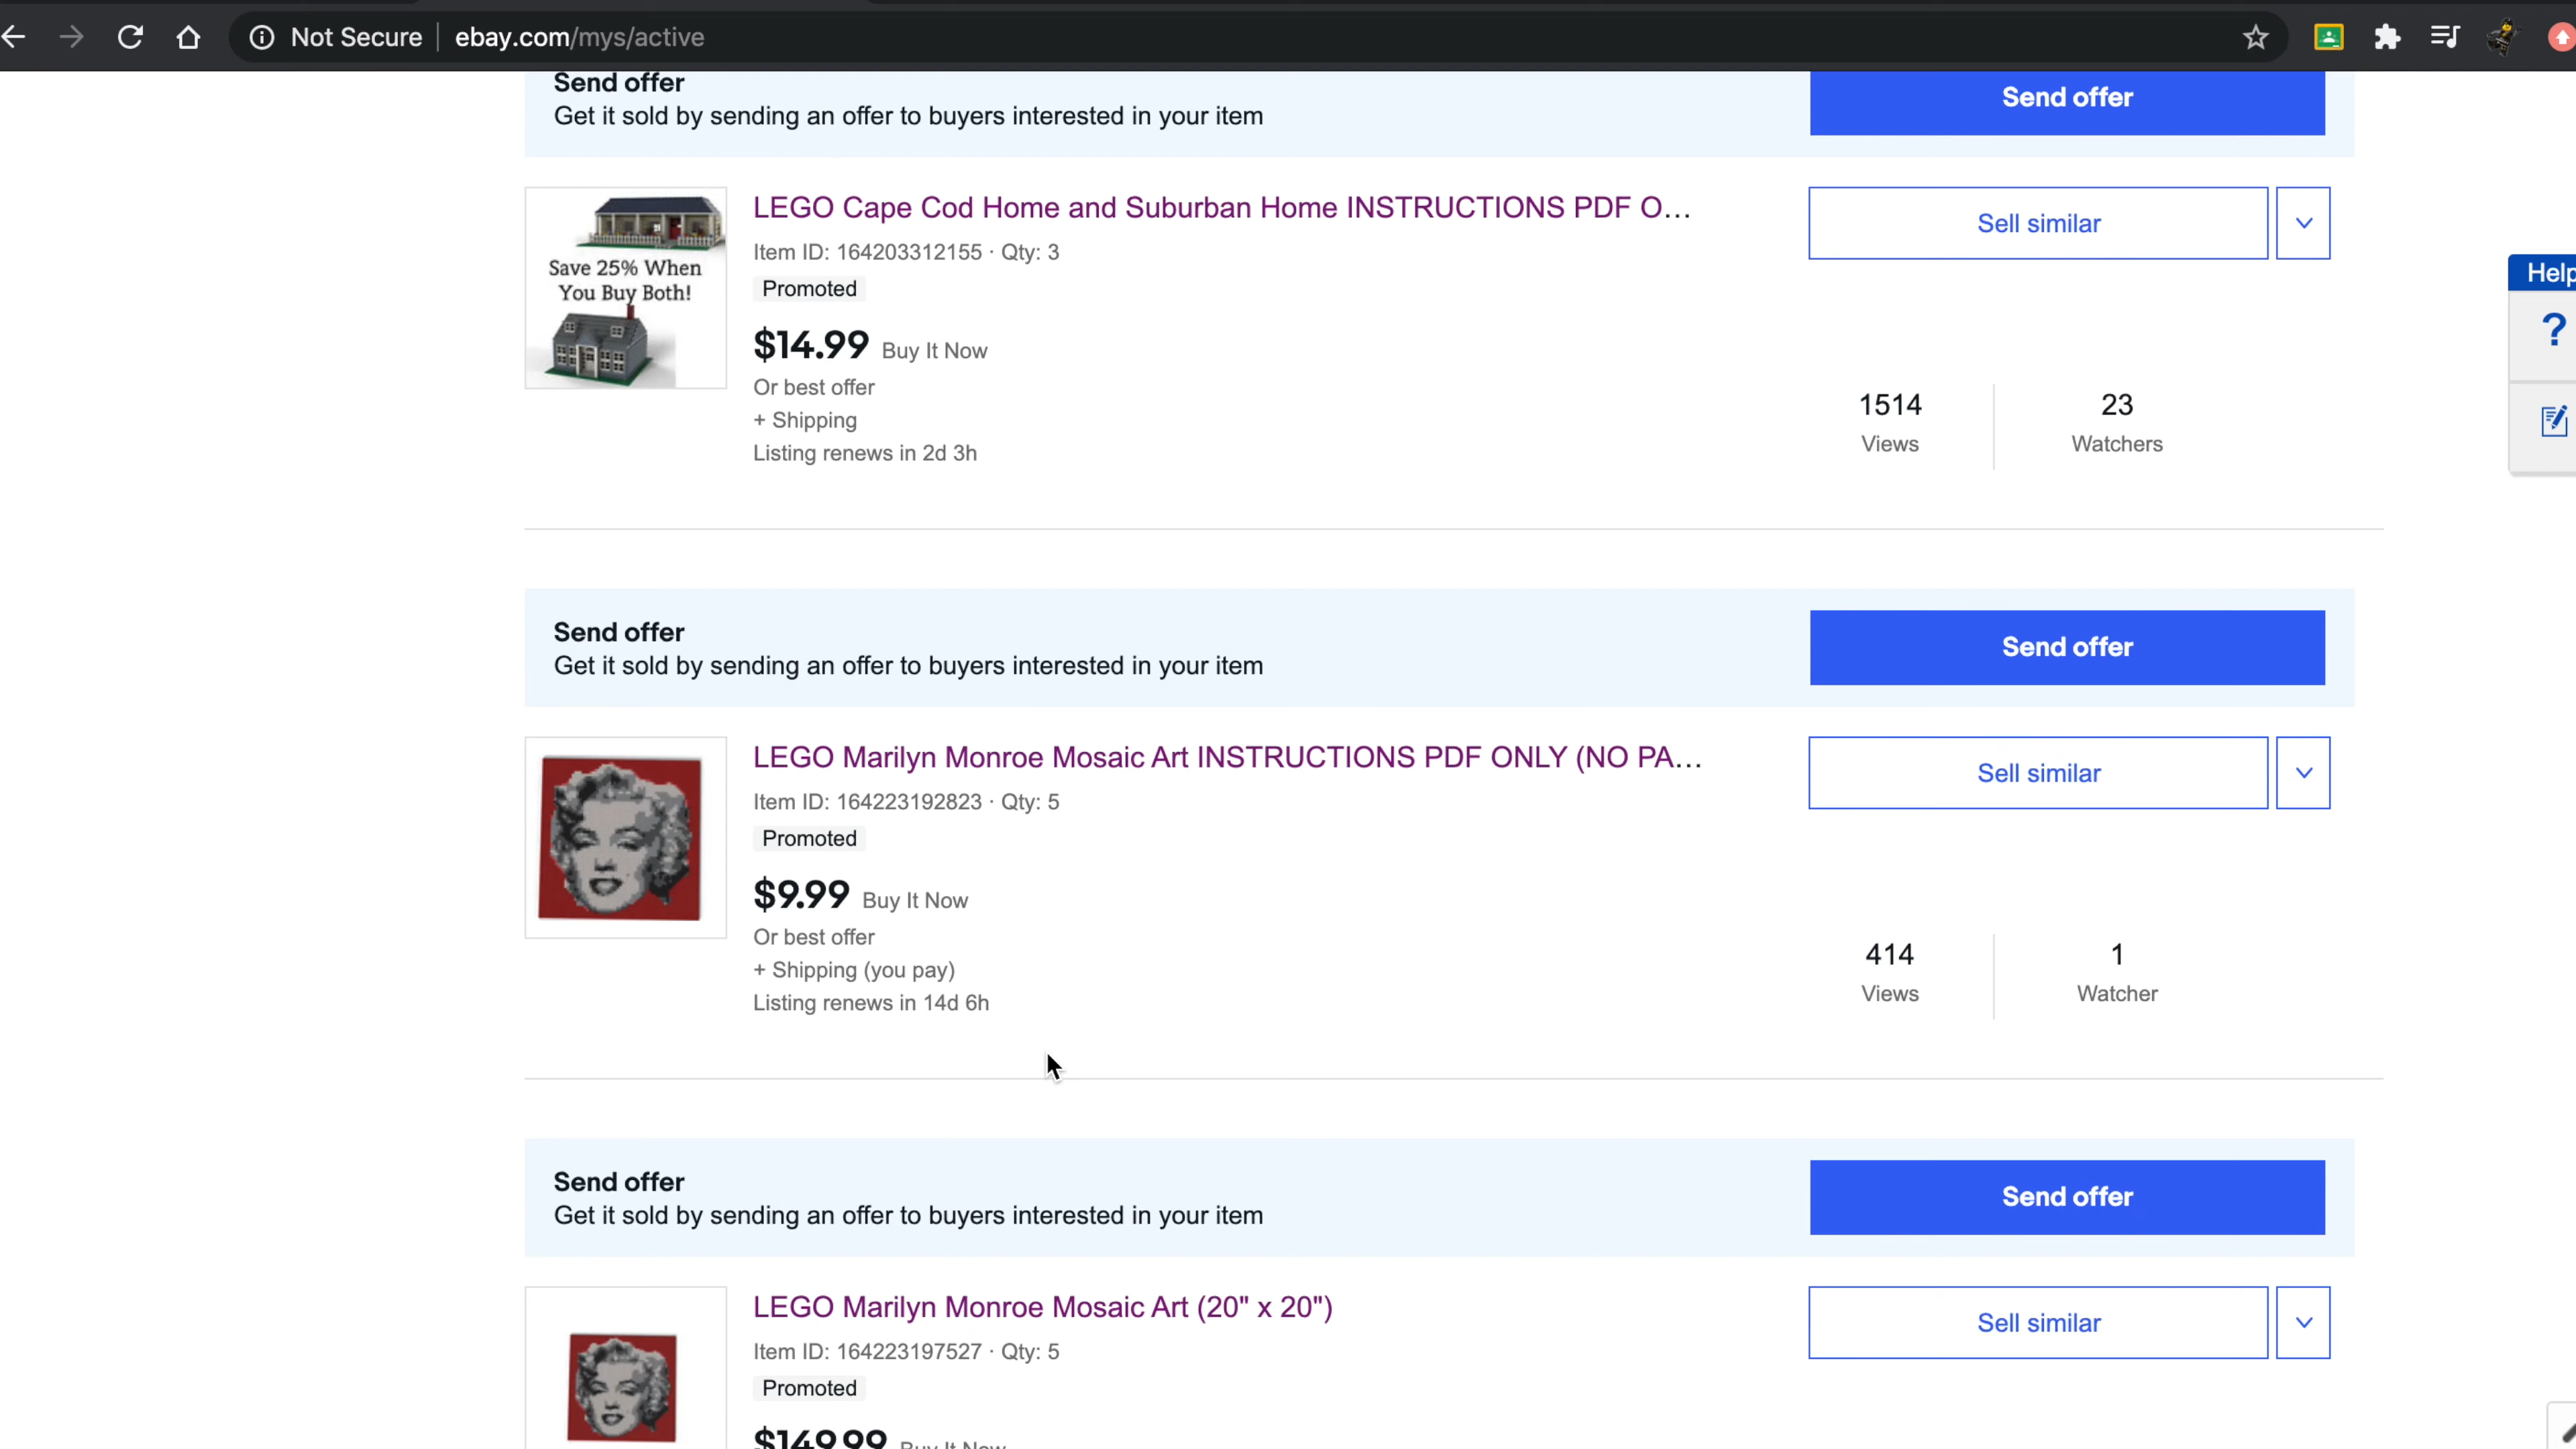 Not Secure
ebay.com/mys/active
Send offer
Get it sold by sending an offer to buyers interested in your item
Send offer
LEGO Cape Cod Home and Suburban Home INSTRUCTIONS PDF O...
Item ID: 164203312155 · Qty: 3
Promoted
Save 25% When
You Buy Both!
$14.99 Buy It Now
Or best offer
+ Shipping
Listing renews in 2d 3h
Sell similar
1514
Views
23
Watchers
Help
?
Send offer
Get it sold by sending an offer to buyers interested in your item
Send offer
LEGO Marilyn Monroe Mosaic Art INSTRUCTIONS PDF ONLY (NO PA...
Item ID: 164223192823 · Qty: 5
Promoted
$9.99 Buy It Now
Or best offer
+ Shipping (you pay)
Listing renews in 14d 6h
Sell similar
414
Views
1
Watcher
Send offer
Get it sold by sending an offer to buyers interested in your item
Send offer
LEGO Marilyn Monroe Mosaic Art (20" x 20")
Item ID: 164223197527 · Qty: 5
Promoted
$149.99 Buy It Now
Sell similar